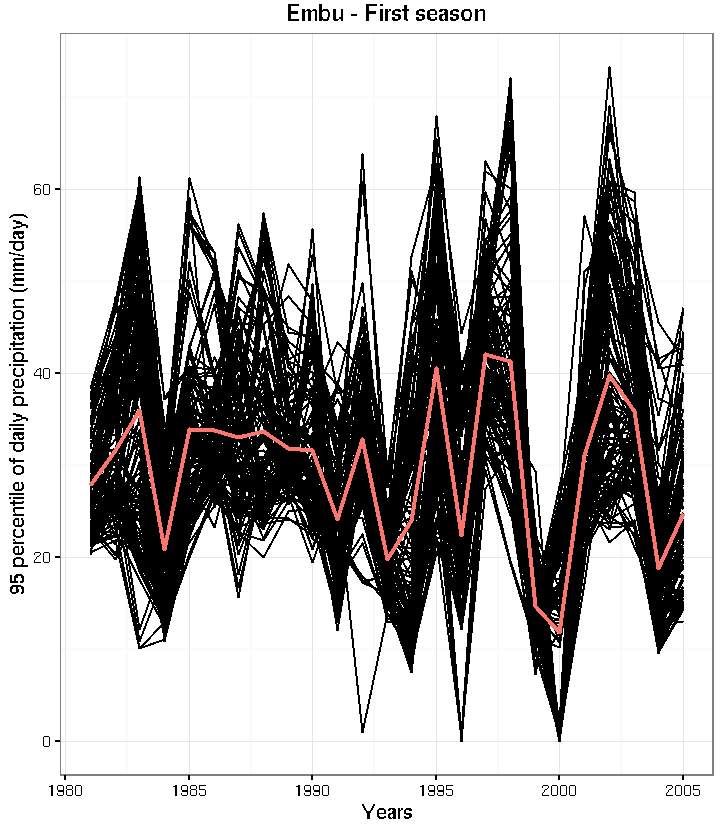 Embu - First season
95 percentile of daily precipitation (mm/day)
60
40
20
0
1980 1985 1990 1995 2000 2005
Years